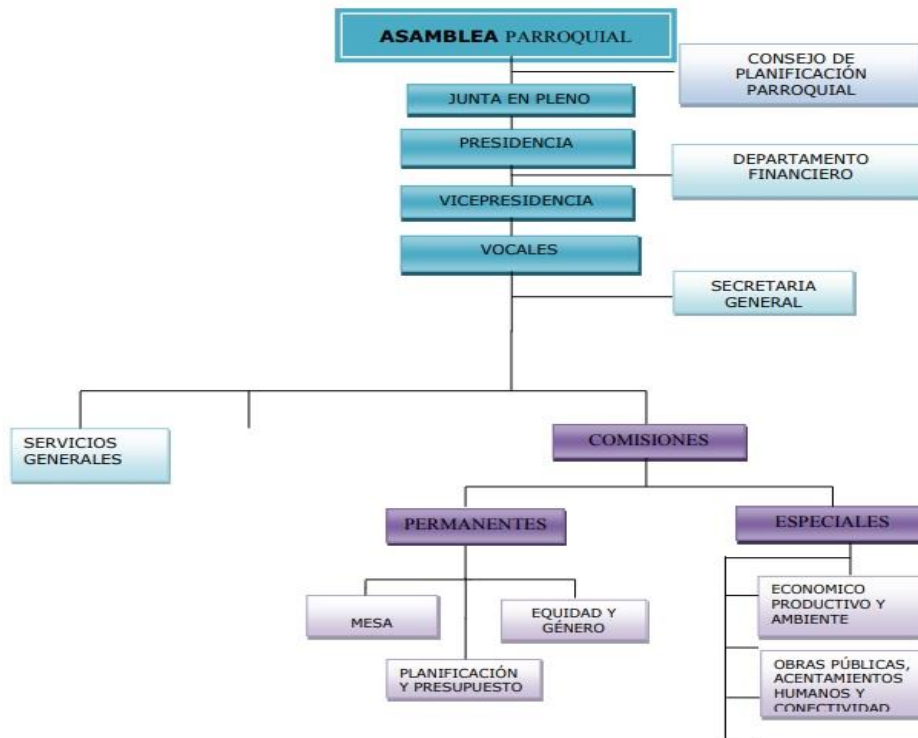 ASAMBLEA PARROQUIAL
CONSEJO DE
PLANIFICACIÓN
PARROQUIAL
JUNTA EN PLENO
PRESIDENCIA
DEPARTAMENTO
FINANCIERO
VICEPRESIDENCIA
VOCALES
SECRETARIA
GENERAL
SERVICIOS
GENERALES
COMISIONES
PERMANENTES
ESPECIALES
MESA
EQUIDAD Y
GÉNERO
PLANIFICACIÓN
Y PRESUPUESTO
ECONOMICO
PRODUCTIVO Y
AMBIENTE
OBRAS PÚBLICAS,
ACENTAMIENTOS
HUMANOS Y
CONECTIVIDAD